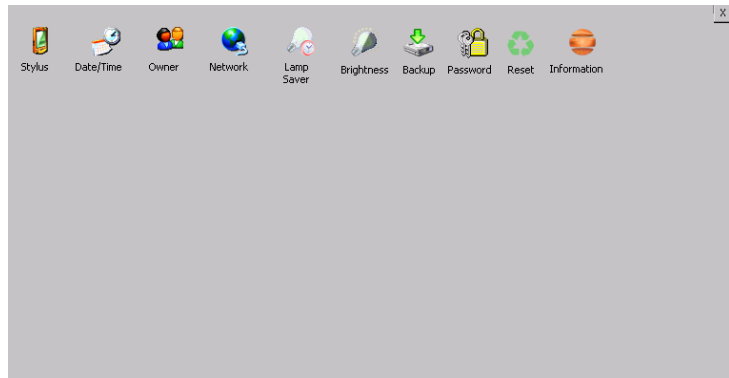 X
Stylus
Date/Time
Owner
Network
Lamp
Saver
Brightness
Backup
Password
Reset
Information